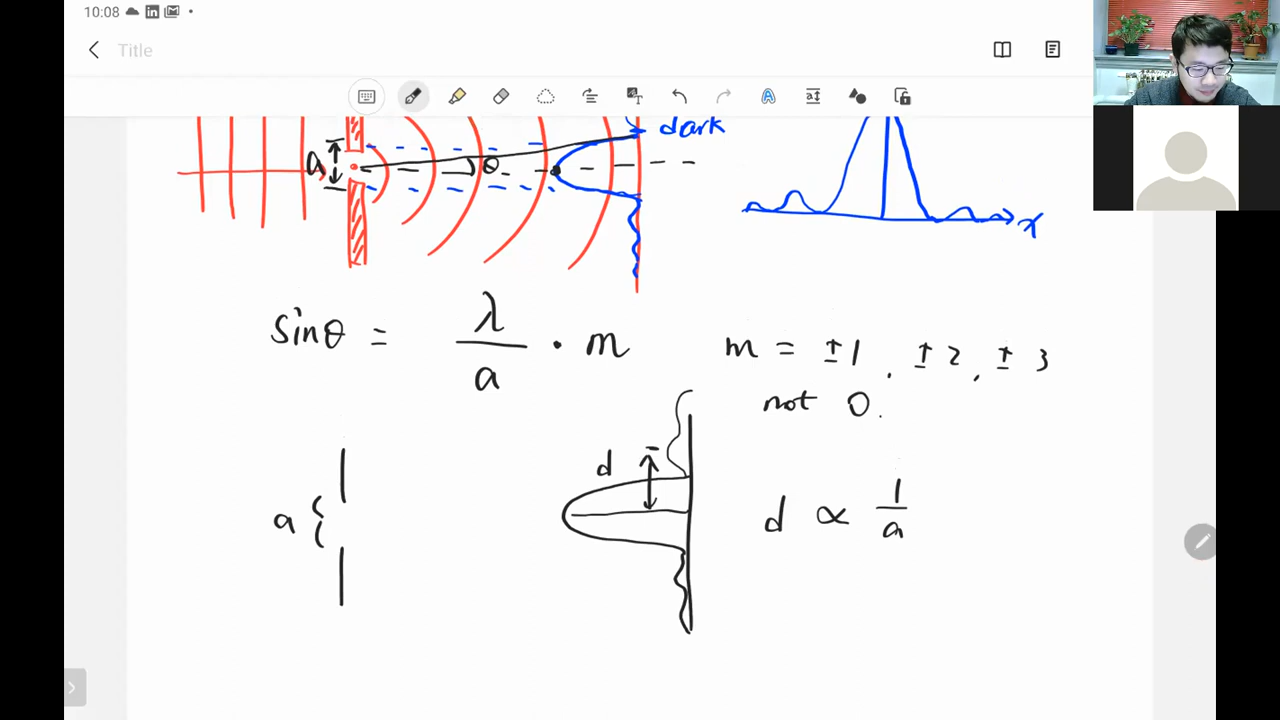 10:08
Title
dark
a
θ
x
sinθ = λ/a · m
m = ±1, ±2, ±3
not 0.
d
a {
d ∝ 1/a